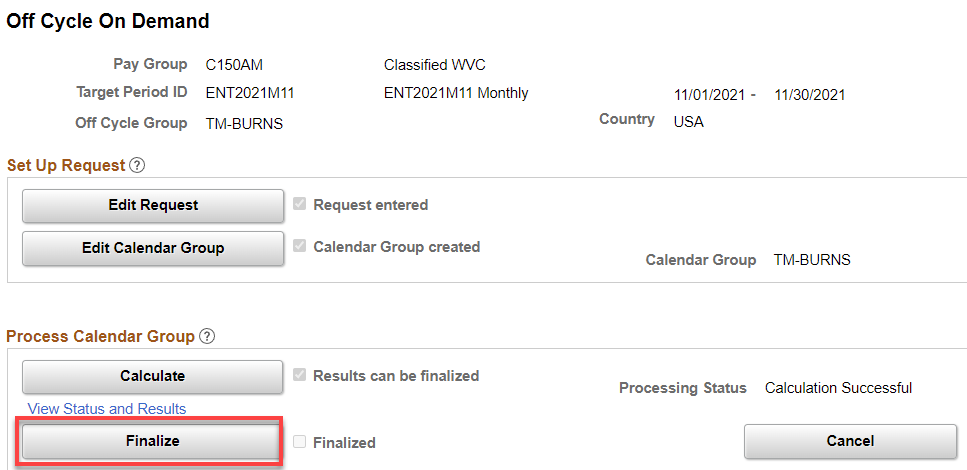 Off Cycle On Demand
Pay Group C150AM Classified WVC
Target Period ID ENT2021M11 ENT2021M11 Monthly 11/01/2021 - 11/30/2021
Off Cycle Group TM-BURNS Country USA
Set Up Request ?
Edit Request Request entered
Edit Calendar Group Calendar Group created
Calendar Group TM-BURNS
Process Calendar Group ?
Calculate Results can be finalized
Processing Status Calculation Successful
View Status and Results
Finalize Finalized Cancel